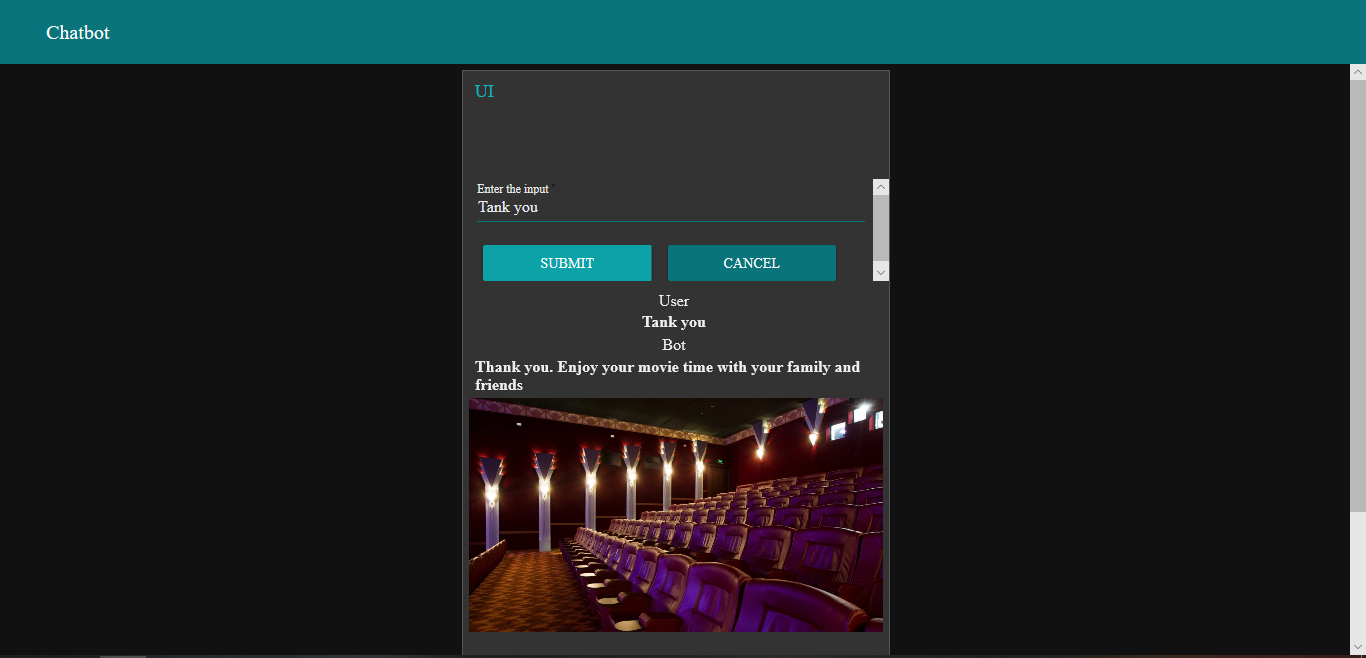 Chatbot
UI
Enter the input *
Tank you
SUBMIT CANCEL
User
Tank you
Bot
Thank you. Enjoy your movie time with your family and
friends